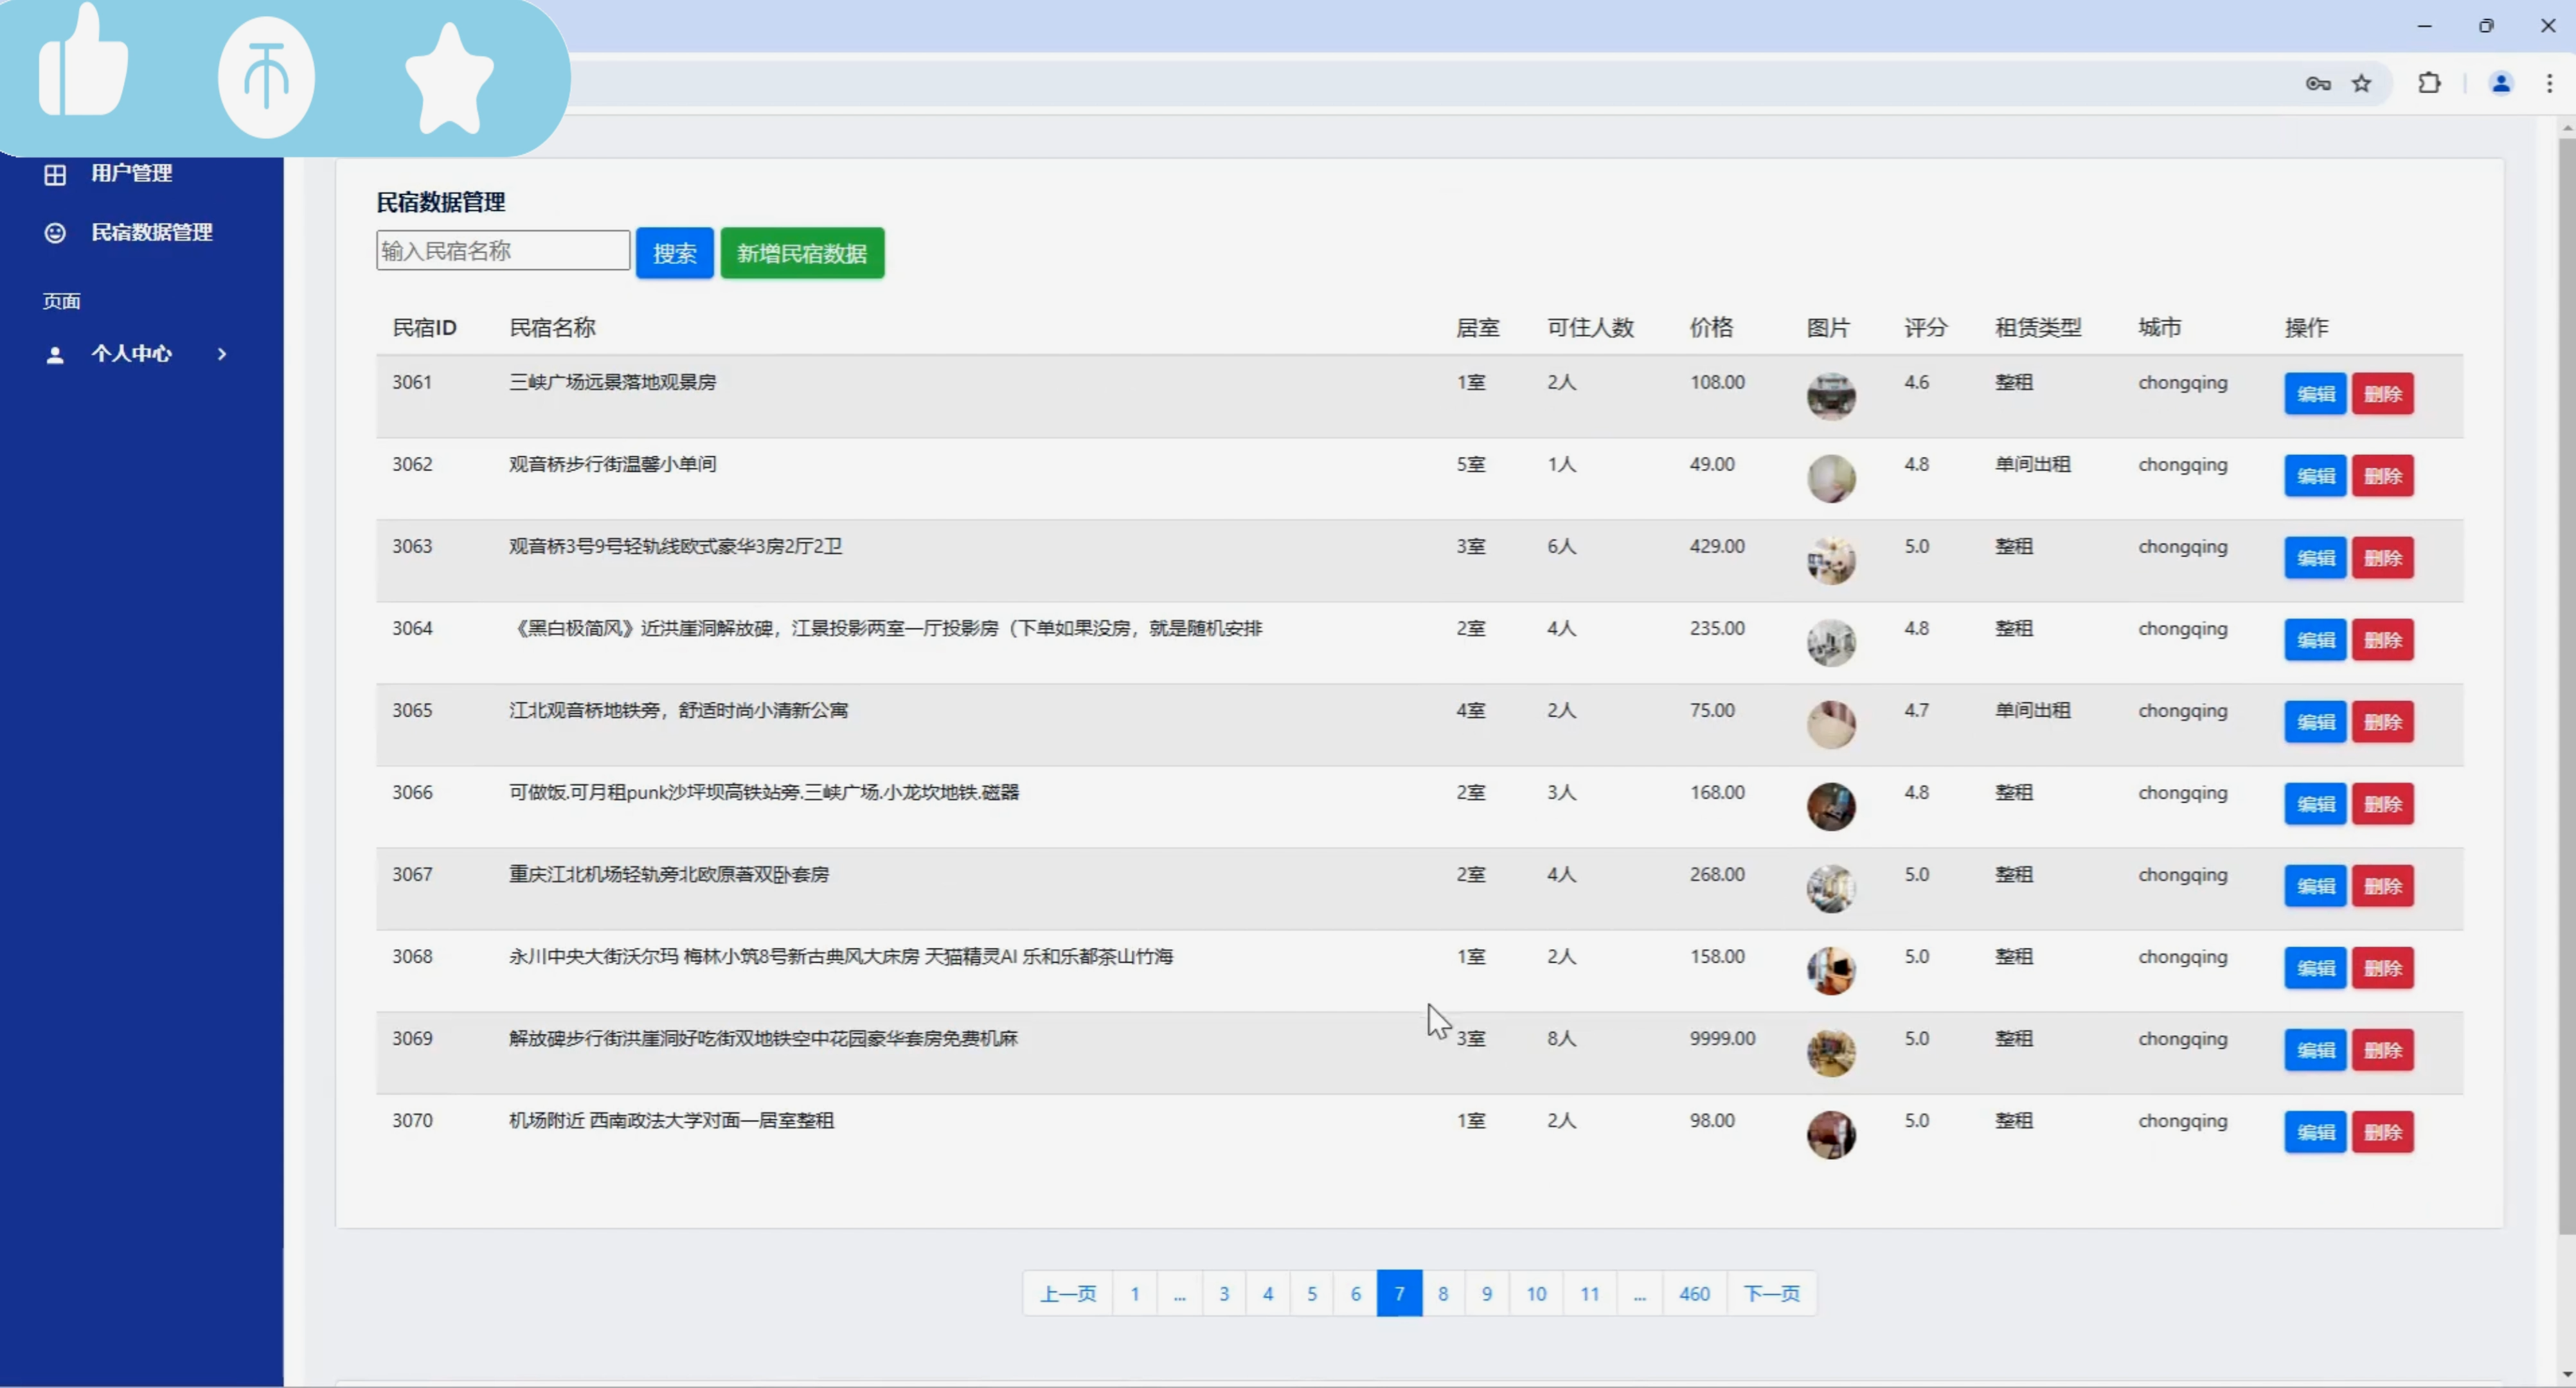 用户管理
民宿数据管理
页面
个人中心
民宿数据管理
输入民宿名称 搜索 新增民宿数据
民宿ID 民宿名称 居室 可住人数 价格 图片 评分 租赁类型 城市 操作
3061 三峡广场远景落地观景房 1室 2人 108.00 4.6 整租 chongqing 编辑 删除
3062 观音桥步行街温馨小单间 5室 1人 49.00 4.8 单间出租 chongqing 编辑 删除
3063 观音桥3号9号轻轨线欧式豪华3房2厅2卫 3室 6人 429.00 5.0 整租 chongqing 编辑 删除
3064 《黑白极简风》近洪崖洞解放碑，江景投影两室一厅投影房（下单如果没房，就是随机安排 2室 4人 235.00 4.8 整租 chongqing 编辑 删除
3065 江北观音桥地铁旁，舒适时尚小清新公寓 4室 2人 75.00 4.7 单间出租 chongqing 编辑 删除
3066 可做饭.可月租punk沙坪坝高铁站旁.三峡广场.小龙坎地铁.磁器 2室 3人 168.00 4.8 整租 chongqing 编辑 删除
3067 重庆江北机场轻轨旁北欧原著双卧套房 2室 4人 268.00 5.0 整租 chongqing 编辑 删除
3068 永川中央大街沃尔玛 梅林小筑8号新古典风大床房 天猫精灵AI 乐和乐都茶山竹海 1室 2人 158.00 5.0 整租 chongqing 编辑 删除
3069 解放碑步行街洪崖洞好吃街双地铁空中花园豪华套房免费机麻 3室 8人 9999.00 5.0 整租 chongqing 编辑 删除
3070 机场附近 西南政法大学对面一居室整租 1室 2人 98.00 5.0 整租 chongqing 编辑 删除
上一页 1 ... 3 4 5 6 7 8 9 10 11 ... 460 下一页